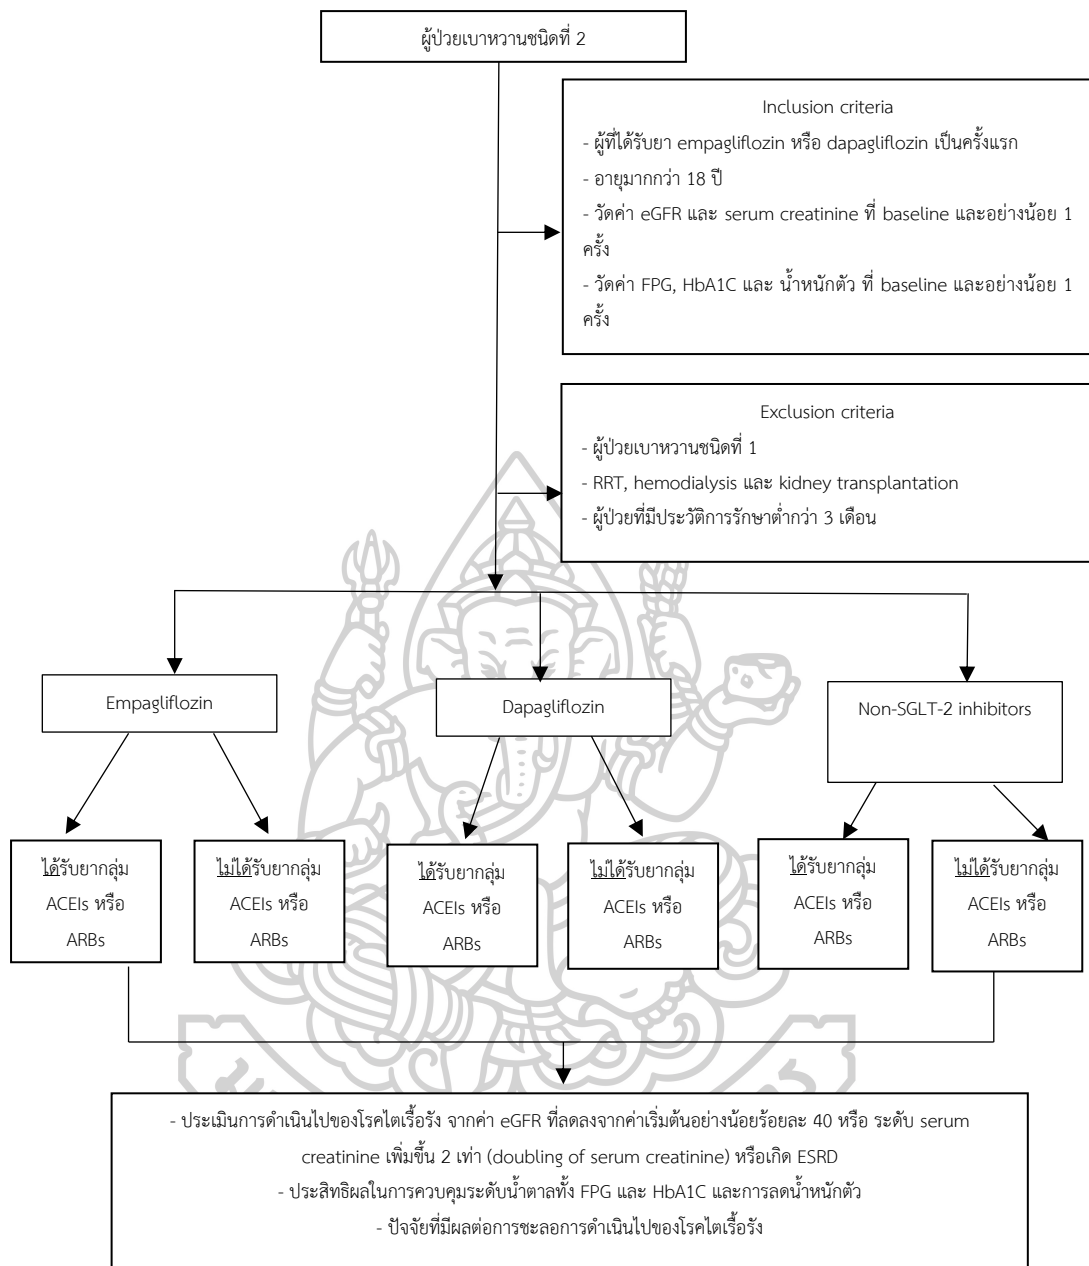 ผู้ป่วยเบาหวานชนิดที่ 2
Inclusion criteria
- ผู้ที่ได้รับยา empagliflozin หรือ dapagliflozin เป็นครั้งแรก
- อายุมากกว่า 18 ปี
- วัดค่า eGFR และ serum creatinine ที่ baseline และอย่างน้อย 1
ครั้ง
- วัดค่า FPG, HbA1C และ น้ำหนักตัว ที่ baseline และอย่างน้อย 1
ครั้ง
Exclusion criteria
- ผู้ป่วยเบาหวานชนิดที่ 1
- RRT, hemodialysis และ kidney transplantation
- ผู้ป่วยที่มีประวัติการรักษาต่ำกว่า 3 เดือน
Empagliflozin
Dapagliflozin
Non-SGLT-2 inhibitors
ได้รับยากลุ่ม
ACEIs หรือ
ARBs
ไม่ได้รับยากลุ่ม
ACEIs หรือ
ARBs
ได้รับยากลุ่ม
ACEIs หรือ
ARBs
ไม่ได้รับยากลุ่ม
ACEIs หรือ
ARBs
ได้รับยากลุ่ม
ACEIs หรือ
ARBs
ไม่ได้รับยากลุ่ม
ACEIs หรือ
ARBs
- ประเมินการดำเนินไปของโรคไตเรื้อรัง จากค่า eGFR ที่ลดลงจากค่าเริ่มต้นอย่างน้อยร้อยละ 40 หรือ ระดับ serum
creatinine เพิ่มขึ้น 2 เท่า (doubling of serum creatinine) หรือเกิด ESRD
- ประสิทธิผลในการควบคุมระดับน้ำตาลทั้ง FPG และ HbA1C และการลดน้ำหนักตัว
- ปัจจัยที่มีผลต่อการชะลอการดำเนินไปของโรคไตเรื้อรัง